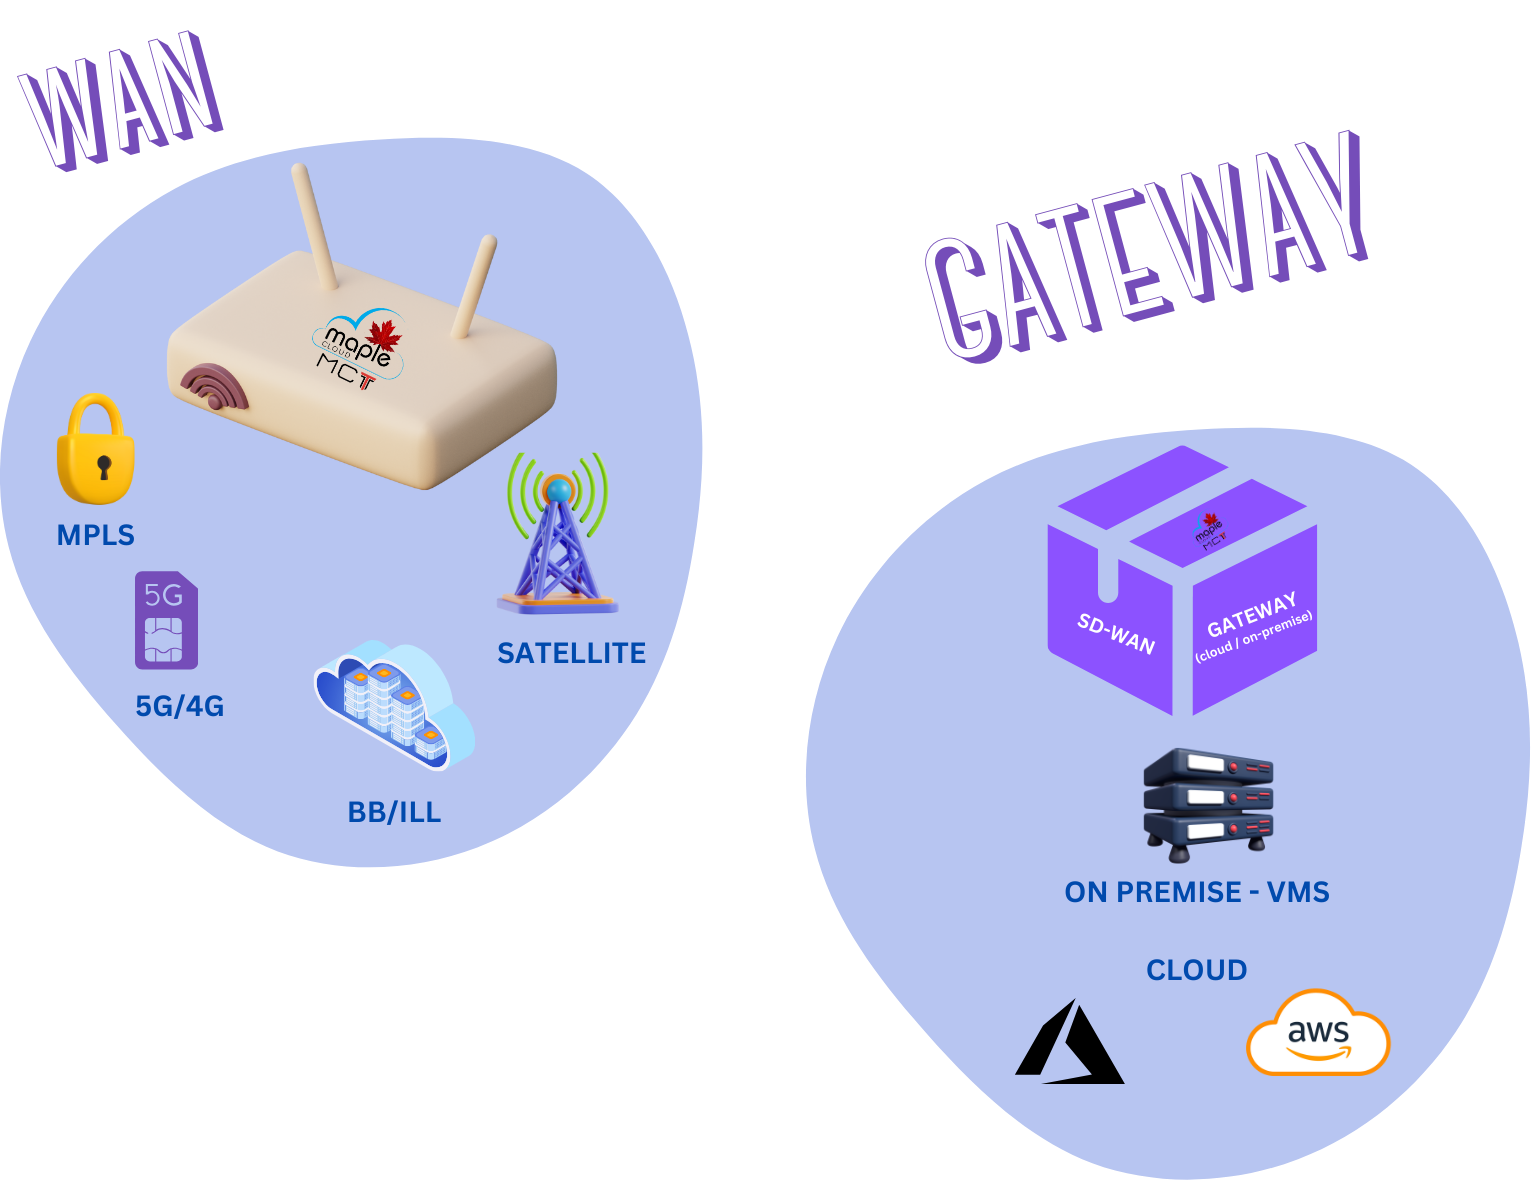 WAN
maple
CLOUD
MCT
MPLS
5G
5G/4G
SATELLITE
BB/ILL
GATEWAY
maple
MCT
SD-WAN
GATEWAY
(cloud / on-premise)
ON PREMISE - VMS
CLOUD
aws